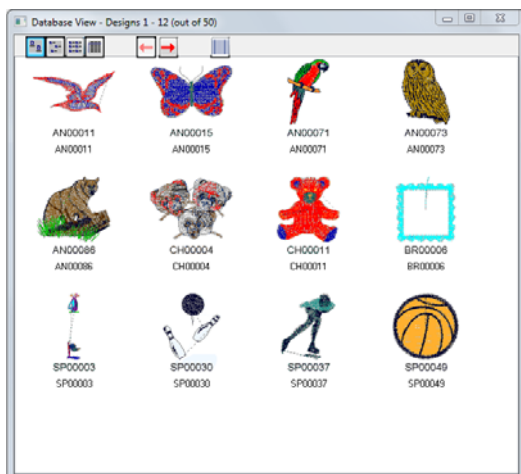 Database View - Designs 1 - 12 (out of 50)
AN00011 AN00015 AN00071 AN00073
AN00011 AN00015 AN00071 AN00073
AN00086 CH00004 CH00011 BR00006
AN00086 CH00004 CH00011 BR00006
SP00003 SP00030 SP00037 SP00049
SP00003 SP00030 SP00037 SP00049